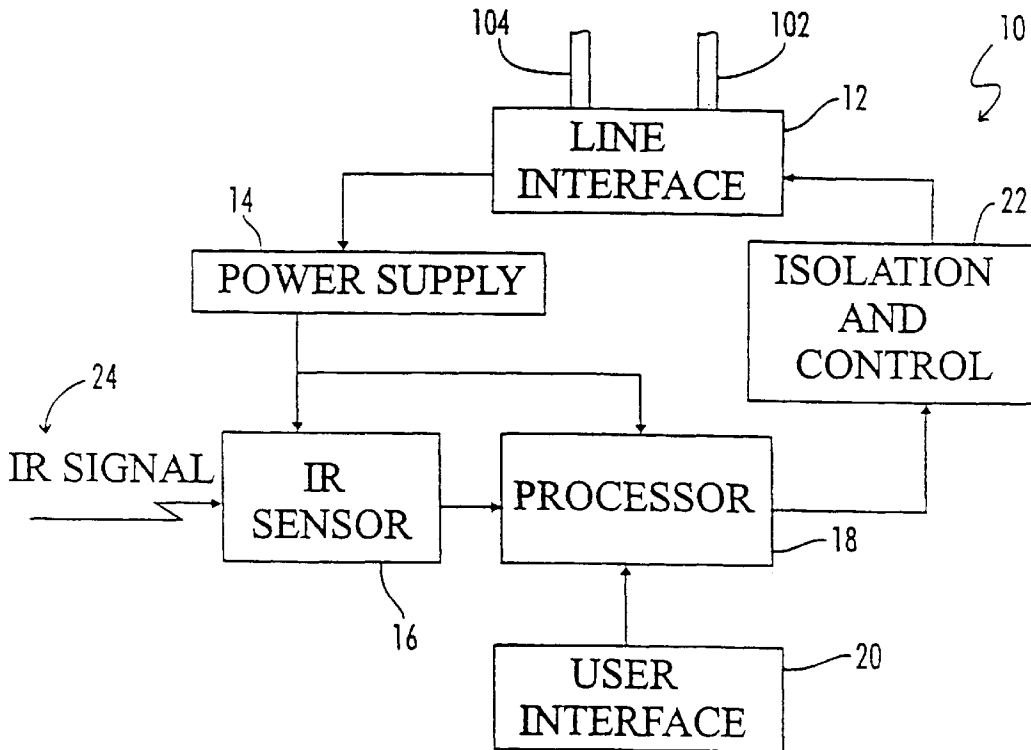 104
102
10
12
LINE
INTERFACE
14
22
POWER SUPPLY
ISOLATION
AND
CONTROL
24
IR SIGNAL
IR
SENSOR
PROCESSOR
18
16
20
USER
INTERFACE